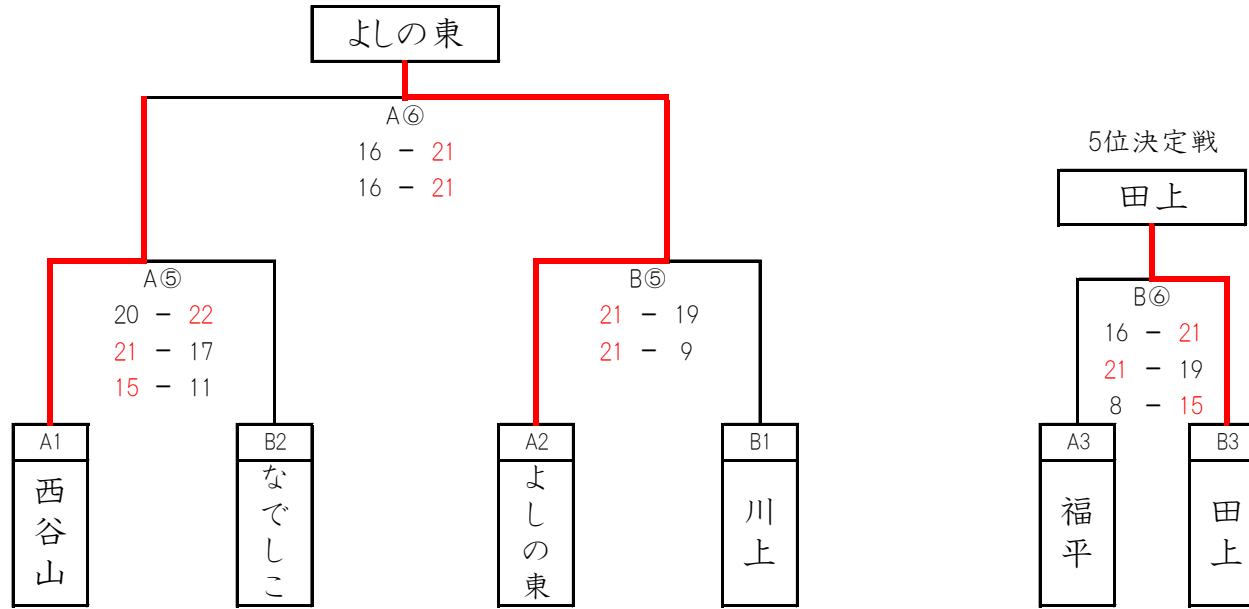 よしの東
A⑥
16 － 21
16 － 21
5位決定戦
田上
A⑤
20 － 22
21 － 17
15 － 11
B⑤
21 － 19
21 － 9
B⑥
16 － 21
21 － 19
8 － 15
A1
西谷山
B2
なでしこ
A2
よしの東
B1
川上
A3
福平
B3
田上